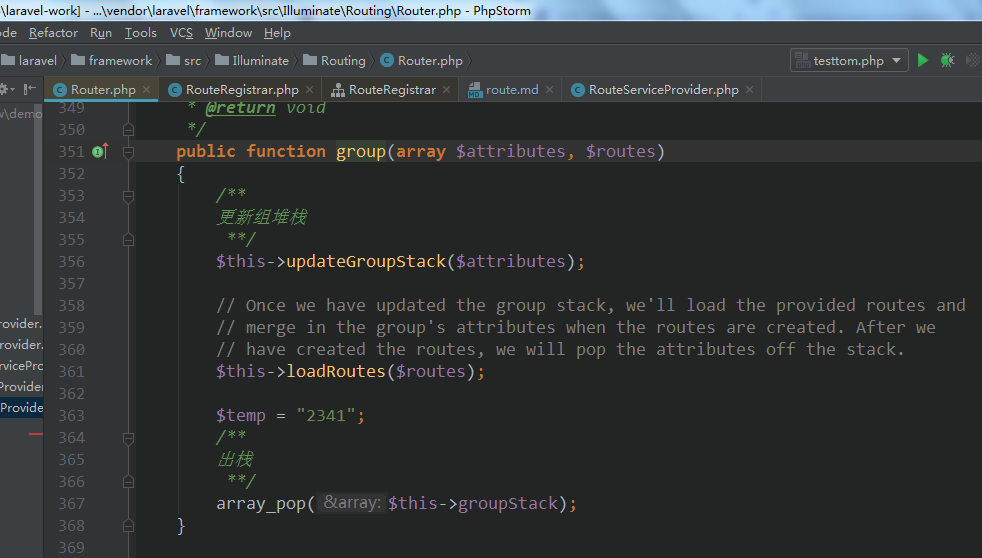 \laravel-work] - ...\vendor\laravel\framework\src\Illuminate\Routing\Router.php - PhpStorm
ode Refactor Run Tools VCS Window Help
laravel framework src Illuminate Routing Router.php testtom.php
Router.php RouteRegistrar.php RouteRegistrar route.md RouteServiceProvider.php
349 * @return void
\demo
350 */
351 public function group(array $attributes, $routes)
352 {
353 /**
354 更新组堆栈
355 **/
356 $this->updateGroupStack($attributes);
357
358 // Once we have updated the group stack, we'll load the provided routes and
rovider.
359 // merge in the group's attributes when the routes are created. After we
rovider.
360 // have created the routes, we will pop the attributes off the stack.
rvicePro
361 $this->loadRoutes($routes);
Provider
362
Provide
363 $temp = "2341";
364 /**
365 出栈
366 **/
367 array_pop( &array: $this->groupStack);
368 }
369